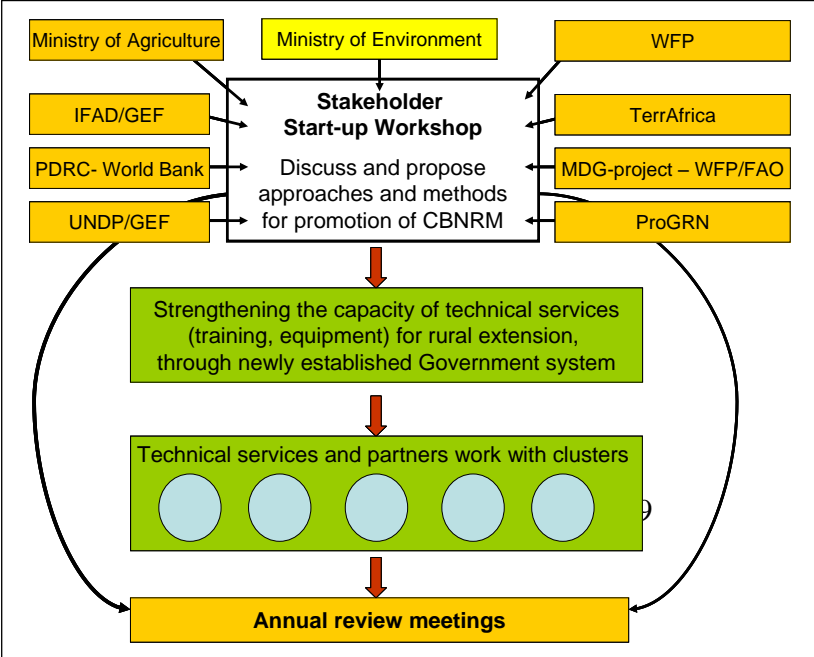 Ministry of Agriculture
Ministry of Environment
WFP
IFAD/GEF
Stakeholder
Start-up Workshop
TerrAfrica
PDRC- World Bank
Discuss and propose
approaches and methods
for promotion of CBNRM
MDG-project – WFP/FAO
UNDP/GEF
ProGRN
Strengthening the capacity of technical services
(training, equipment) for rural extension,
through newly established Government system
Technical services and partners work with clusters
9
Annual review meetings